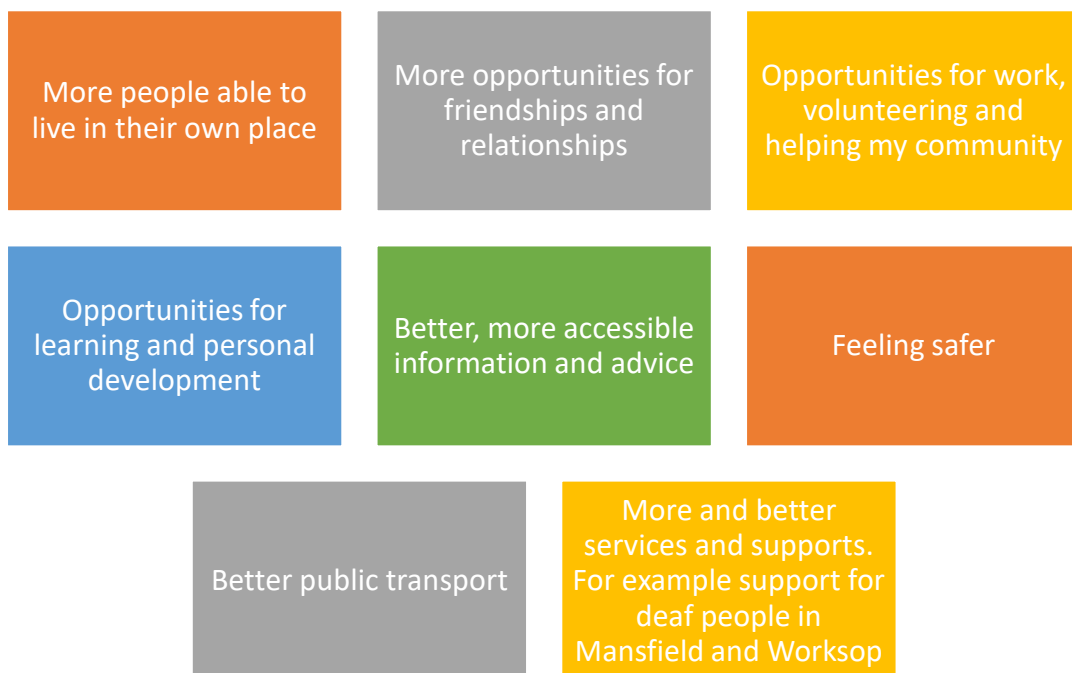 More people able to
live in their own place
More opportunities for
friendships and
relationships
Opportunities for work,
volunteering and
helping my community
Opportunities for
learning and personal
development
Better, more accessible
information and advice
Feeling safer
Better public transport
More and better
services and supports.
For example support for
deaf people in
Mansfield and Worksop